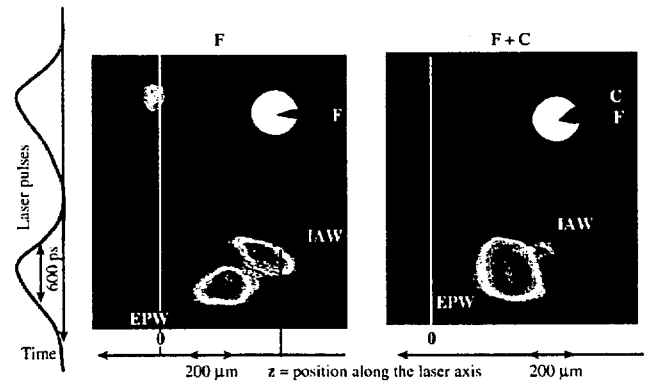 F
F + C
Laser pulses
600 ps
Time
F
IAW
EPW
0
200 µm
C
F
IAW
EPW
0
200 µm
z = position along the laser axis